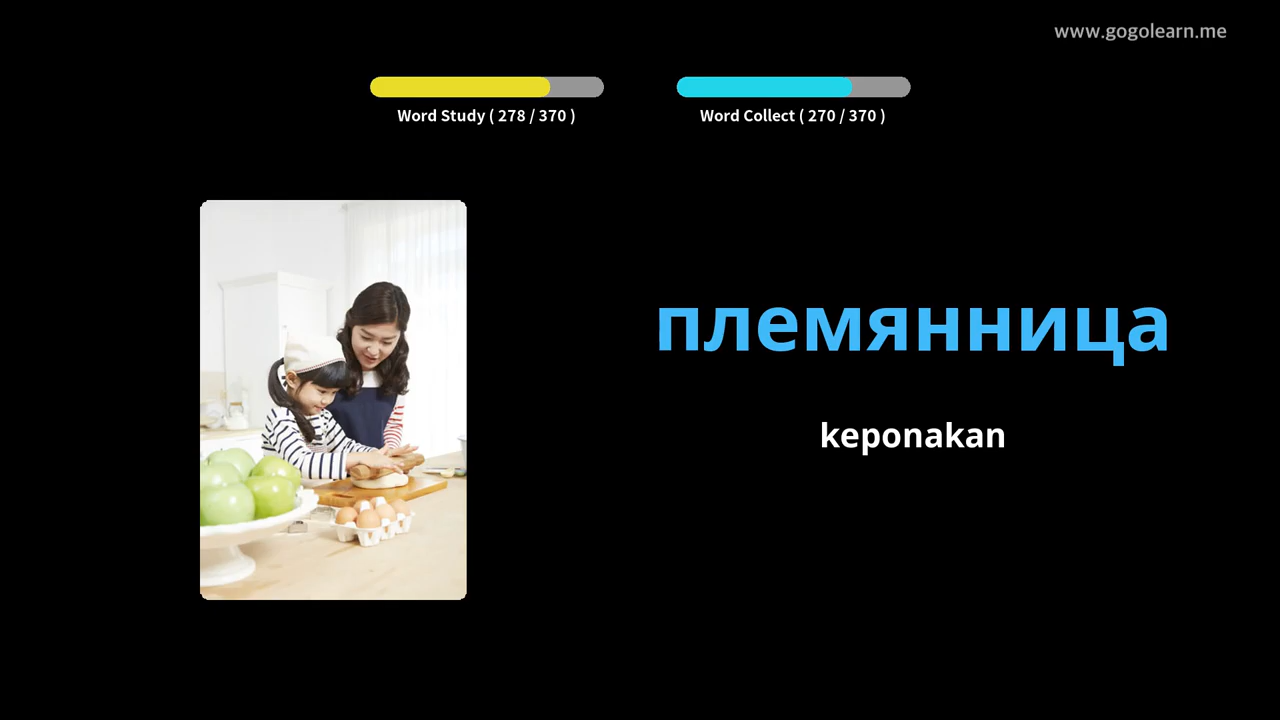 www.gogolearn.me
Word Study ( 278 / 370 )
Word Collect ( 270 / 370 )
племянница
keponakan